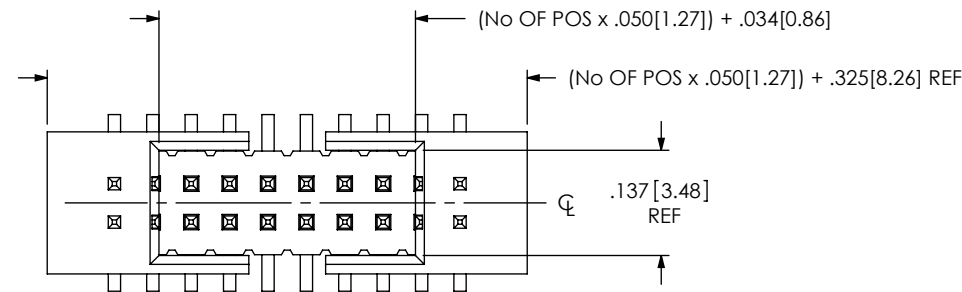 (No OF POS x .050[1.27]) + .034[0.86]
(No OF POS x .050[1.27]) + .325[8.26] REF
℄
.137[3.48]
REF